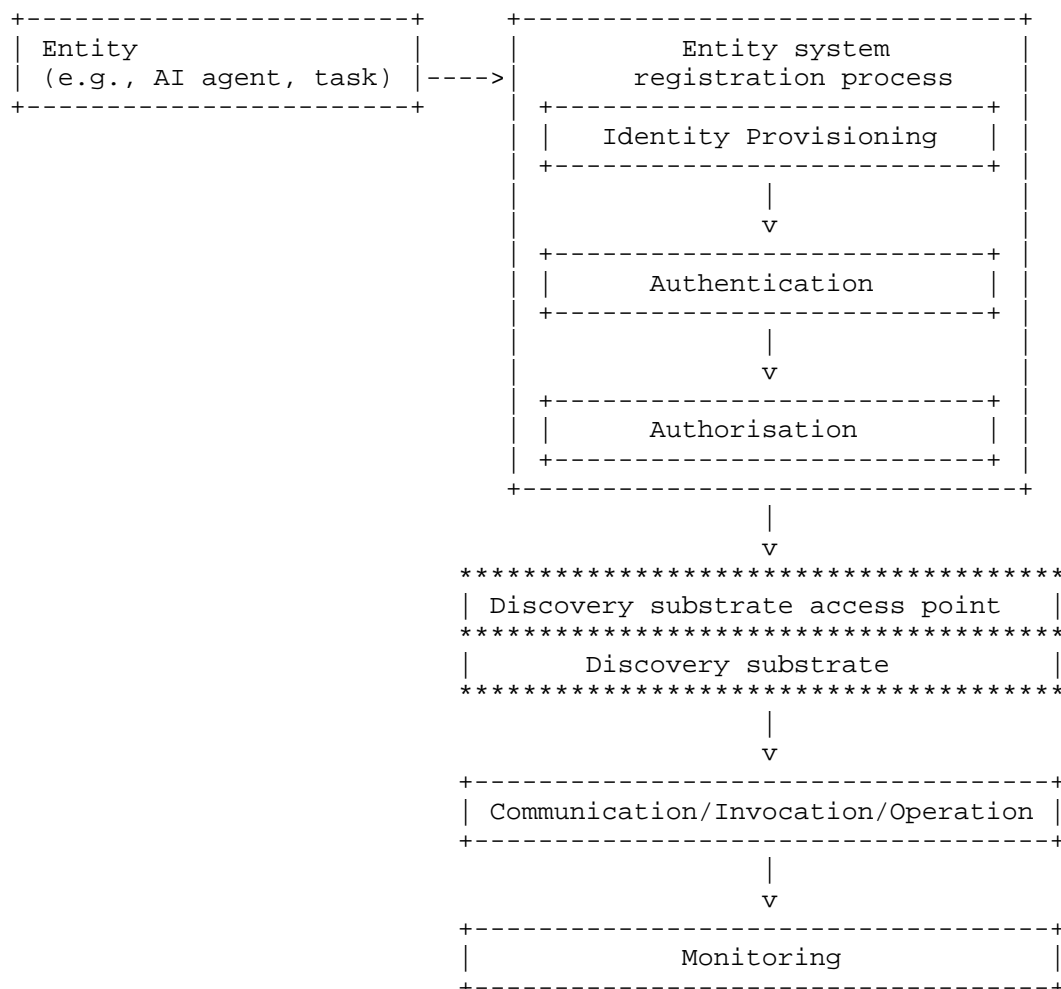 Entity
(e.g., AI agent, task)
Entity system
registration process
Identity Provisioning
Authentication
Authorisation
Discovery substrate access point
Discovery substrate
Communication/Invocation/Operation
Monitoring